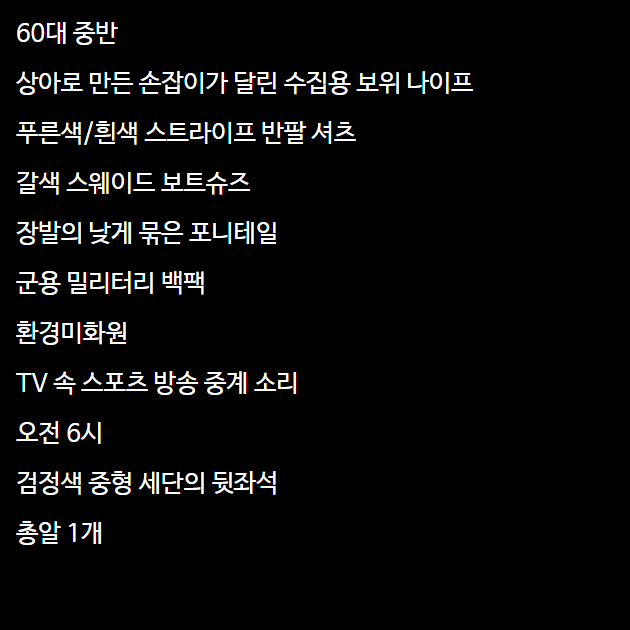 60대 중반
상아로 만든 손잡이가 달린 수집용 보위 나이프
푸른색/흰색 스트라이프 반팔 셔츠
갈색 스웨이드 보트슈즈
장발의 낮게 묶은 포니테일
군용 밀리터리 백팩
환경미화원
TV 속 스포츠 방송 중계 소리
오전 6시
검정색 중형 세단의 뒷좌석
총알 1개